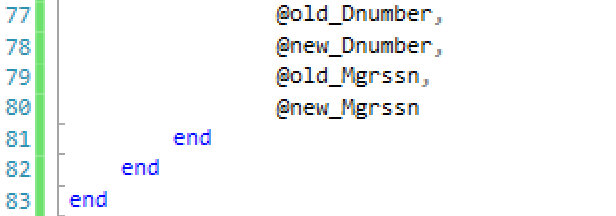 77 @old_Dnumber,
78 @new_Dnumber,
79 @old_Mgrssn,
80 @new_Mgrssn
81 end
82 end
83 end